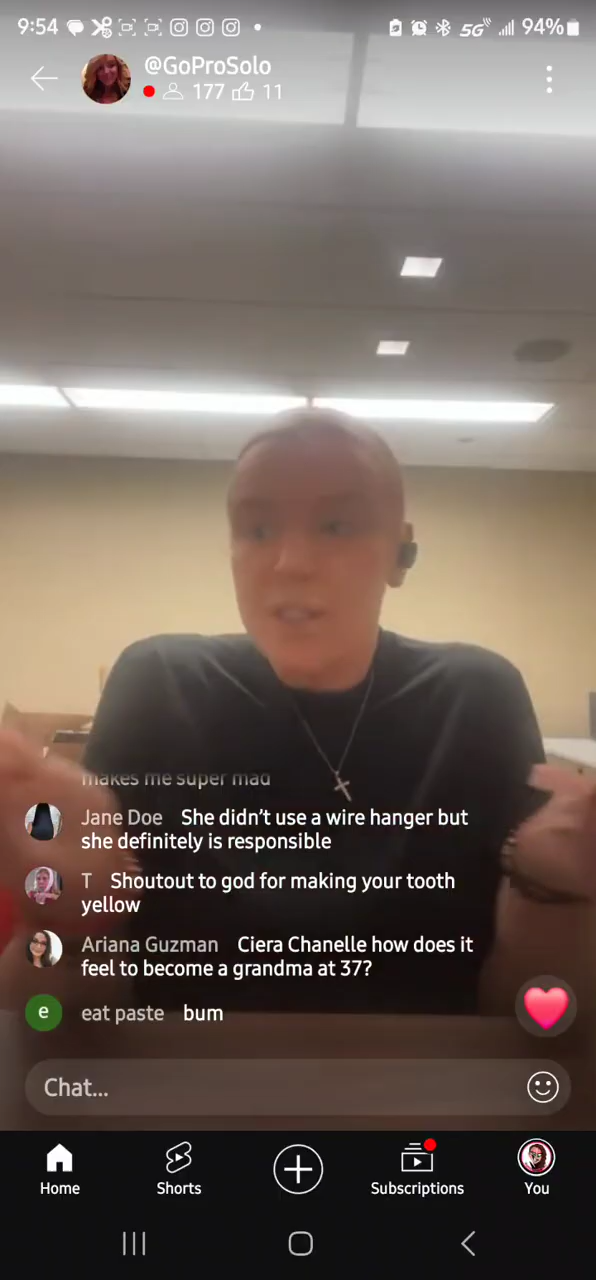 9:54
5G
94%
@GoProSolo
177 11
makes me super mad
Jane Doe She didn't use a wire hanger but
she definitely is responsible
T Shoutout to god for making your tooth
yellow
Ariana Guzman Ciera Chanelle how does it
feel to become a grandma at 37?
e eat paste bum
Chat...
Home Shorts Subscriptions You